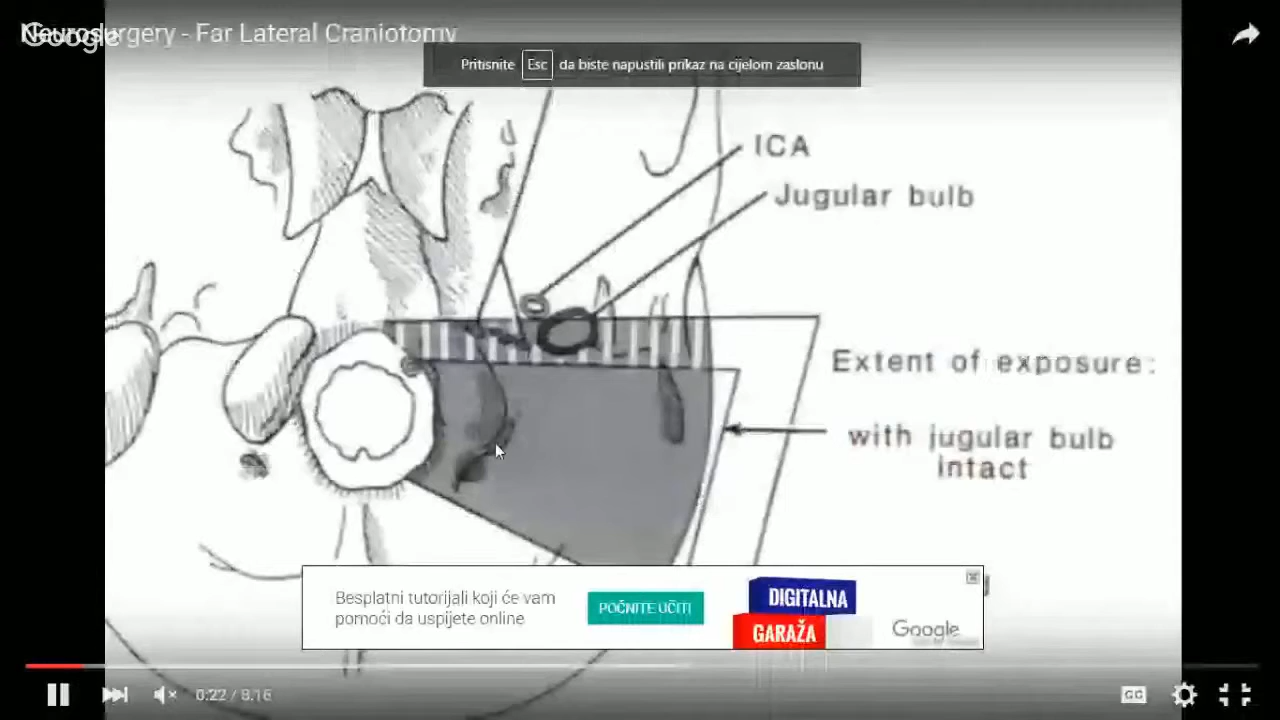 Neurosurgery - Far Lateral Craniotomy
Google
Pritisnite Esc da biste napustili prikaz na cijelom zaslonu
ICA
Jugular bulb
Extent of exposure:
with jugular bulb
intact
Besplatni tutorijali koji će vam
pomoći da uspijete online
POČNITE UČITI
DIGITALNA
GARAŽA
Google
0:22 / 8:16
CC